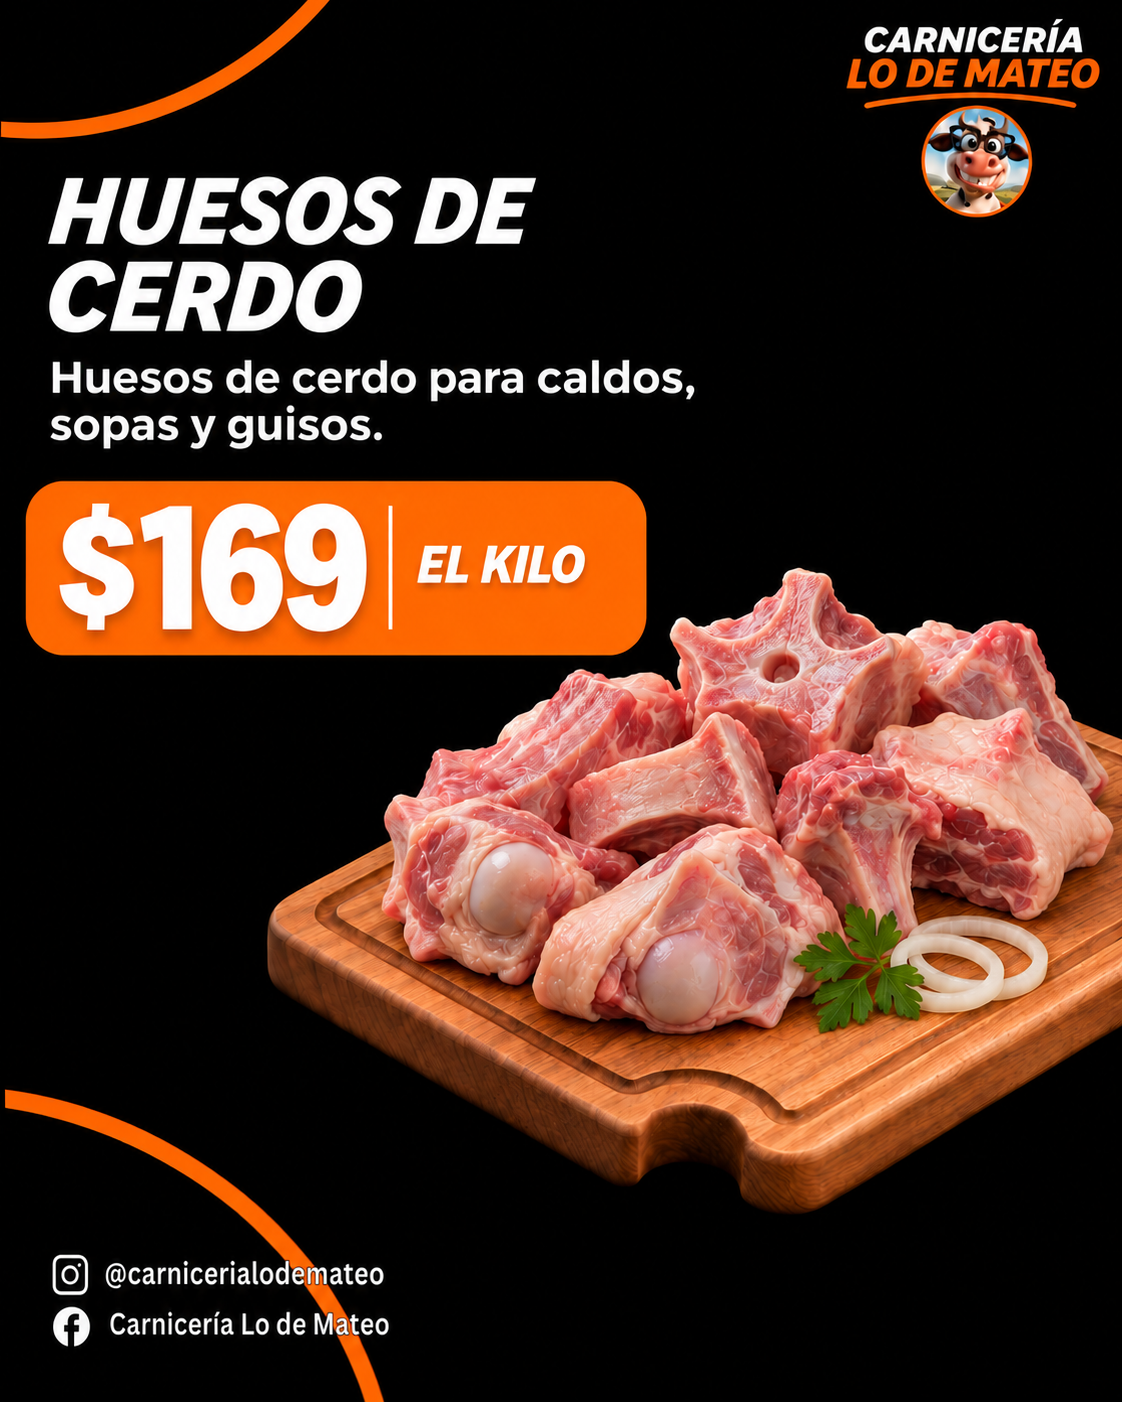 CARNICERÍA
LO DE MATEO
HUESOS DE
CERDO
Huesos de cerdo para caldos,
sopas y guisos.
$169
EL KILO
@carnicerialodemateo
Carnicería Lo de Mateo